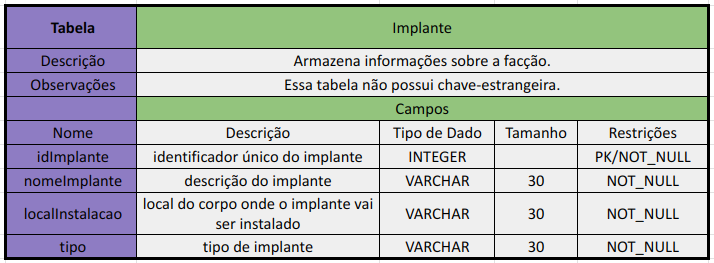 Tabela Implante
Descrição Armazena informações sobre a facção.
Observações Essa tabela não possui chave-estrangeira.
Campos
Nome Descrição Tipo de Dado Tamanho Restrições
idImplante identificador único do implante INTEGER PK/NOT_NULL
nomeImplante descrição do implante VARCHAR 30 NOT_NULL
localInstalacao local do corpo onde o implante vai ser instalado VARCHAR 30 NOT_NULL
tipo tipo de implante VARCHAR 30 NOT_NULL